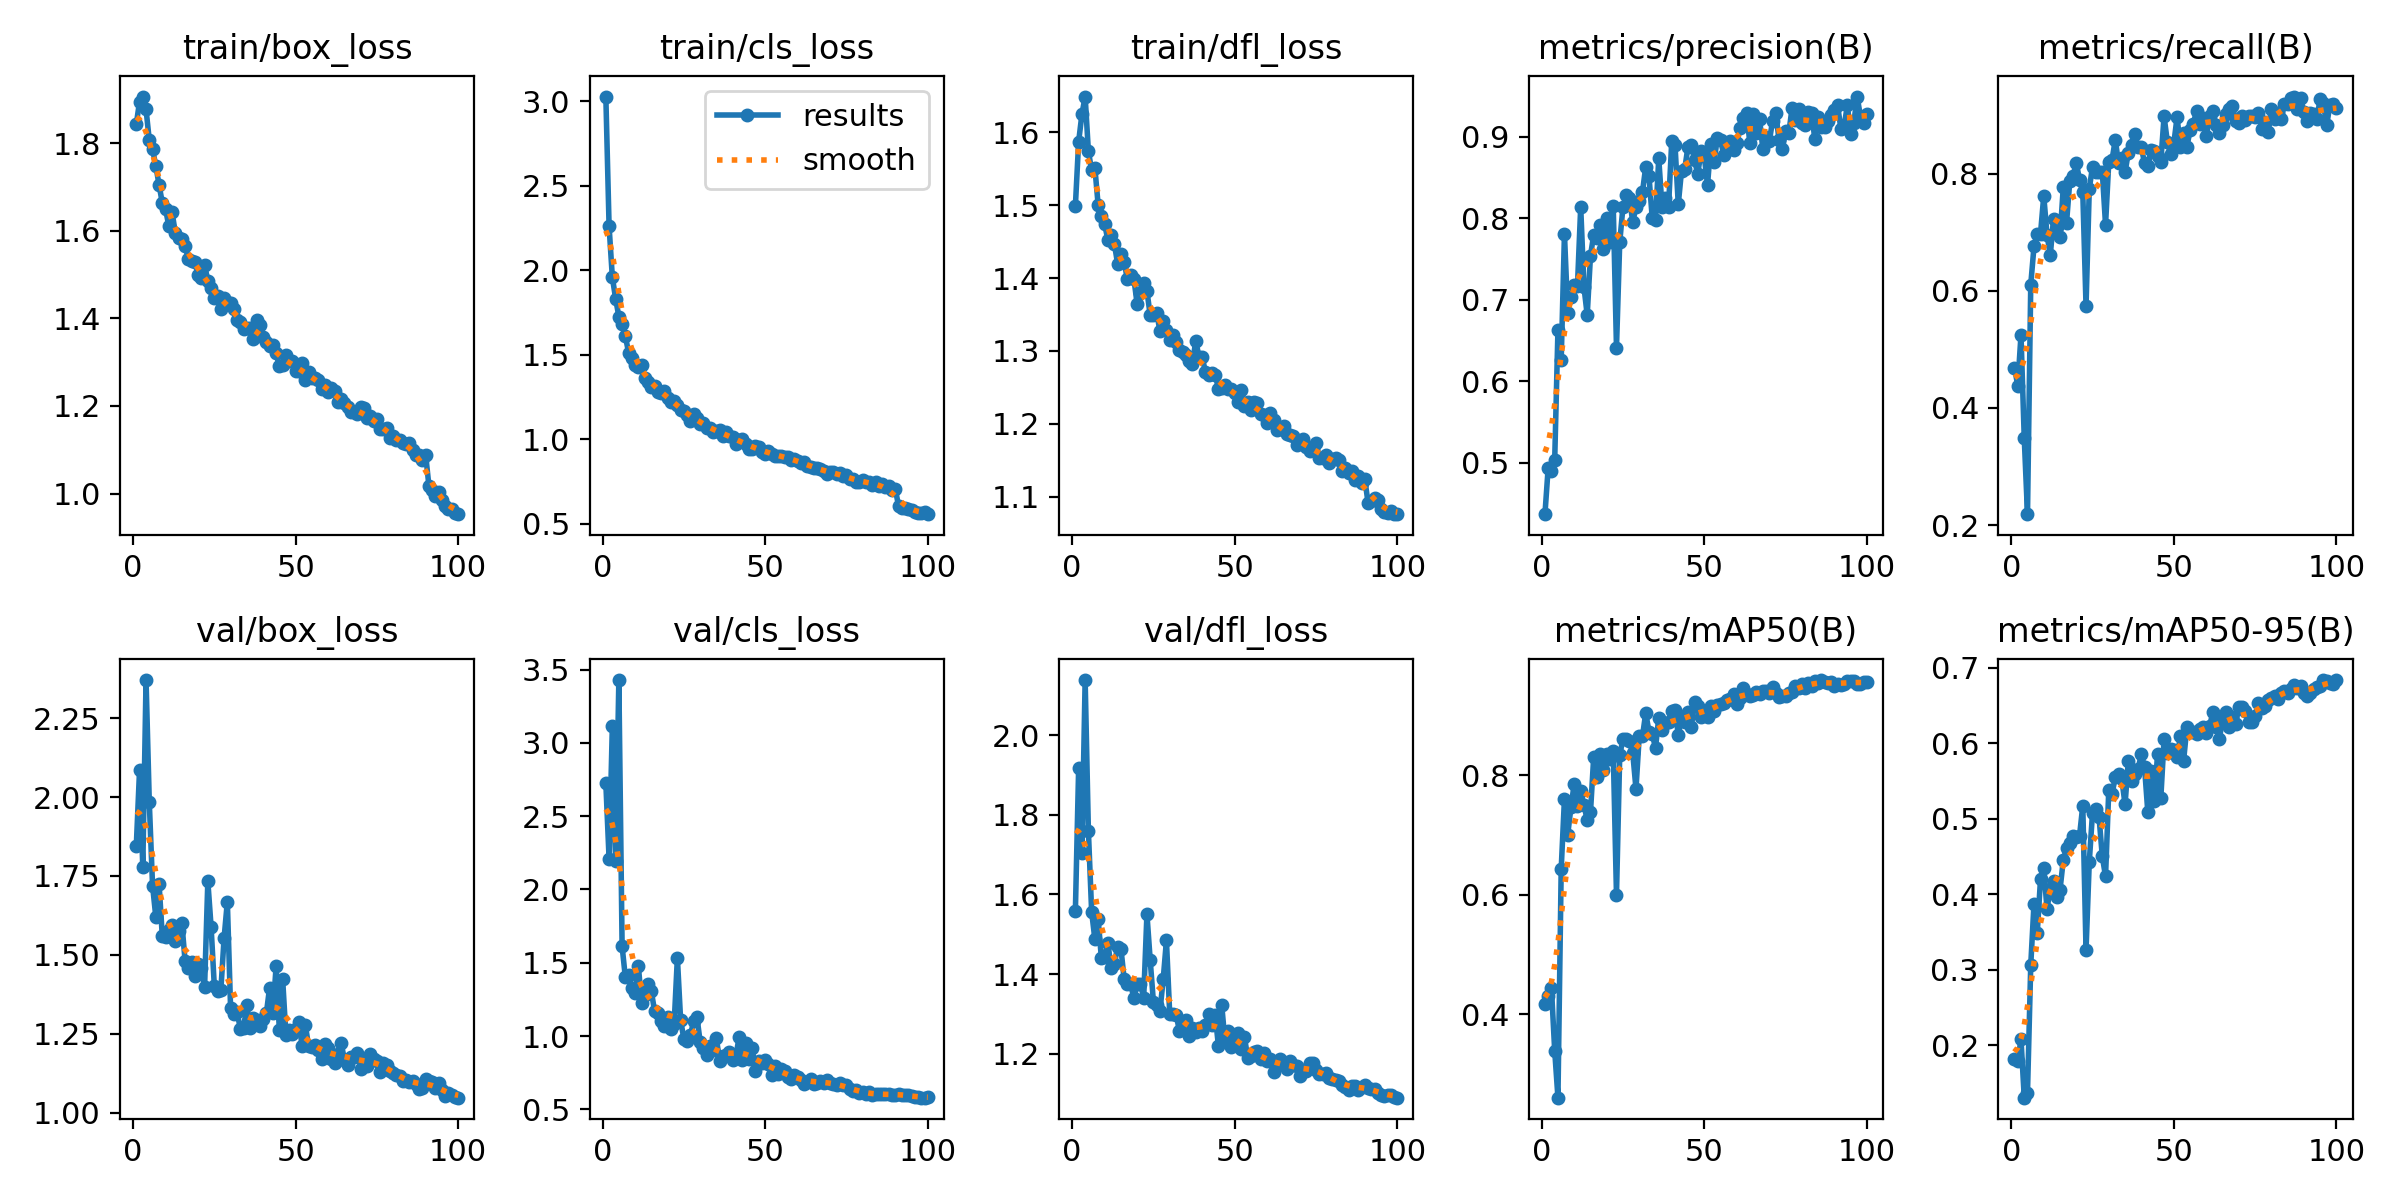 train/box_loss
1.8
1.6
1.4
1.2
1.0
0 50 100
train/cls_loss
3.0
2.5
2.0
1.5
1.0
0.5
0 50 100
results
smooth
train/dfl_loss
1.6
1.5
1.4
1.3
1.2
1.1
0 50 100
metrics/precision(B)
0.9
0.8
0.7
0.6
0.5
0 50 100
metrics/recall(B)
0.8
0.6
0.4
0.2
0 50 100
val/box_loss
2.25
2.00
1.75
1.50
1.25
1.00
0 50 100
val/cls_loss
3.5
3.0
2.5
2.0
1.5
1.0
0.5
0 50 100
val/dfl_loss
2.0
1.8
1.6
1.4
1.2
0 50 100
metrics/mAP50(B)
0.8
0.6
0.4
0 50 100
metrics/mAP50-95(B)
0.7
0.6
0.5
0.4
0.3
0.2
0 50 100